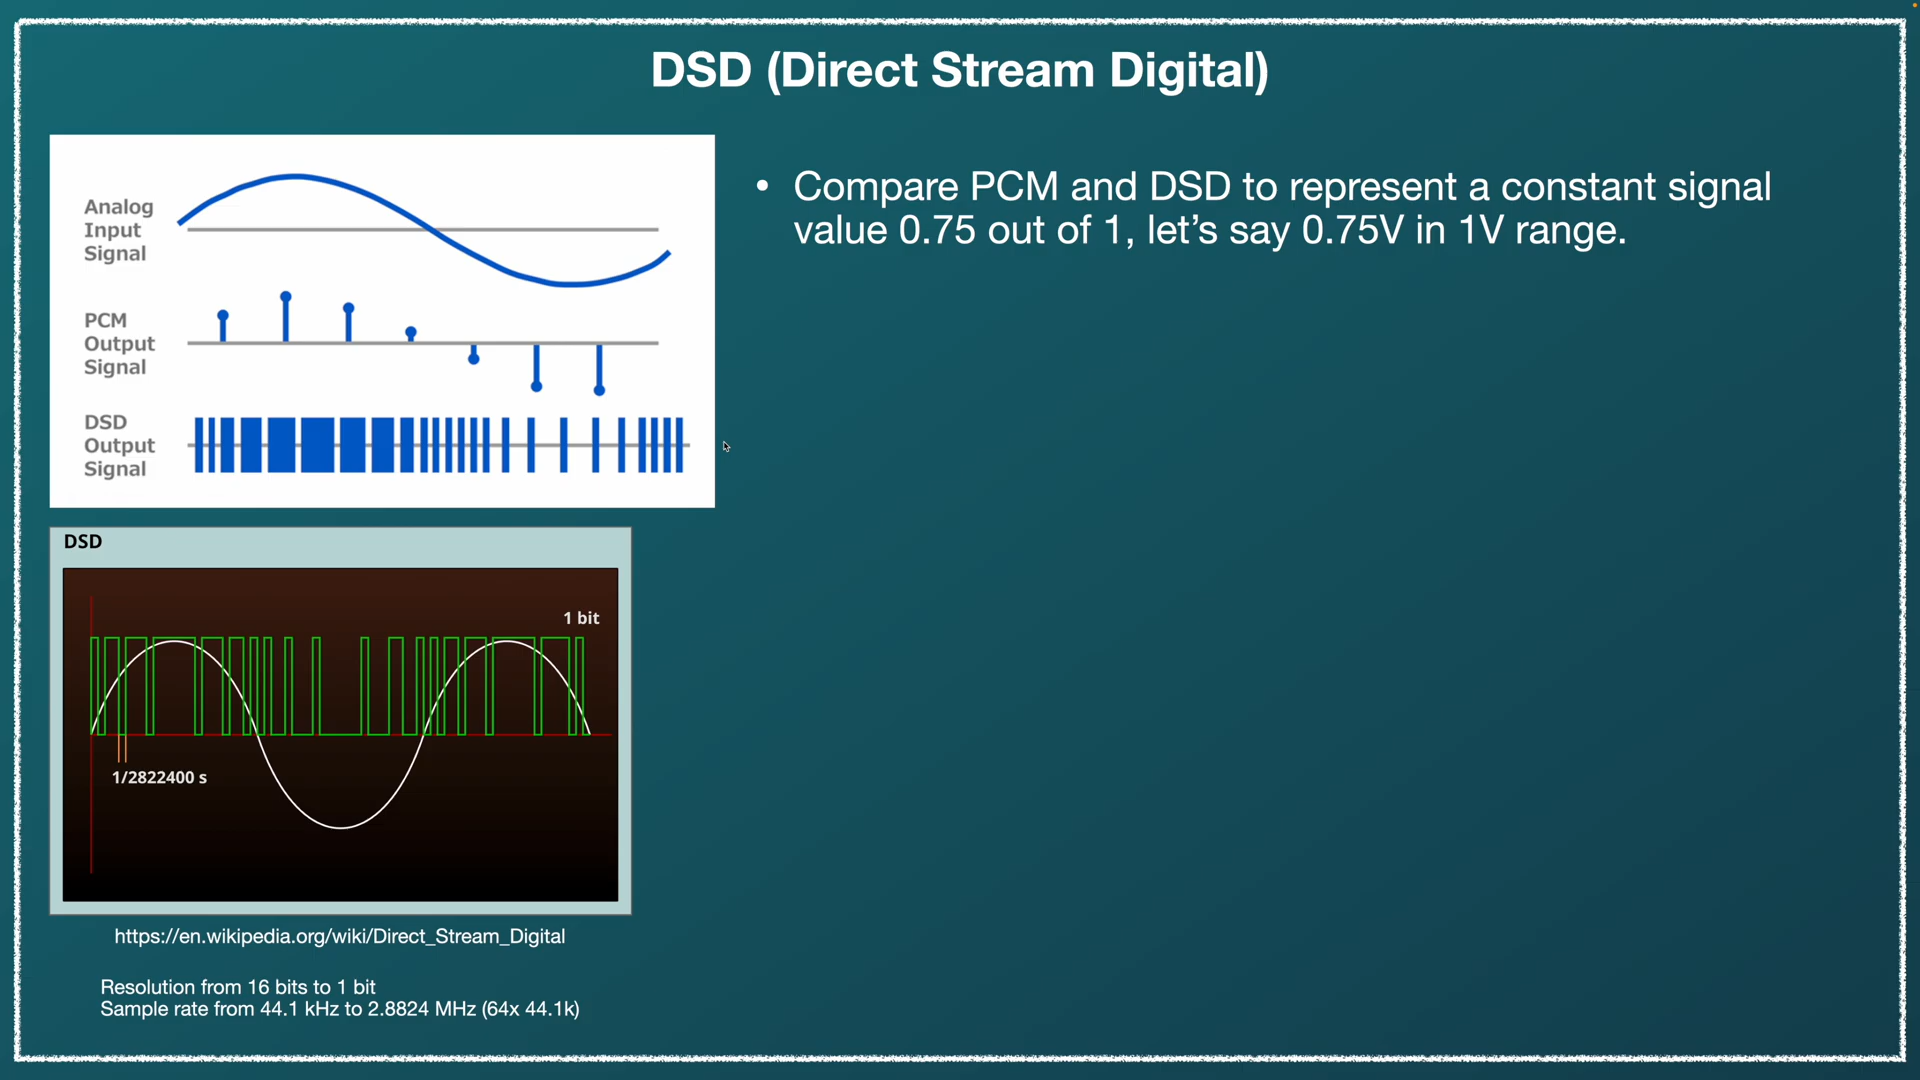 DSD (Direct Stream Digital)
Analog
Input
Signal
PCM
Output
Signal
DSD
Output
Signal
• Compare PCM and DSD to represent a constant signal
value 0.75 out of 1, let’s say 0.75V in 1V range.
DSD
1 bit
1/2822400 s
https://en.wikipedia.org/wiki/Direct_Stream_Digital
Resolution from 16 bits to 1 bit
Sample rate from 44.1 kHz to 2.8824 MHz (64x 44.1k)